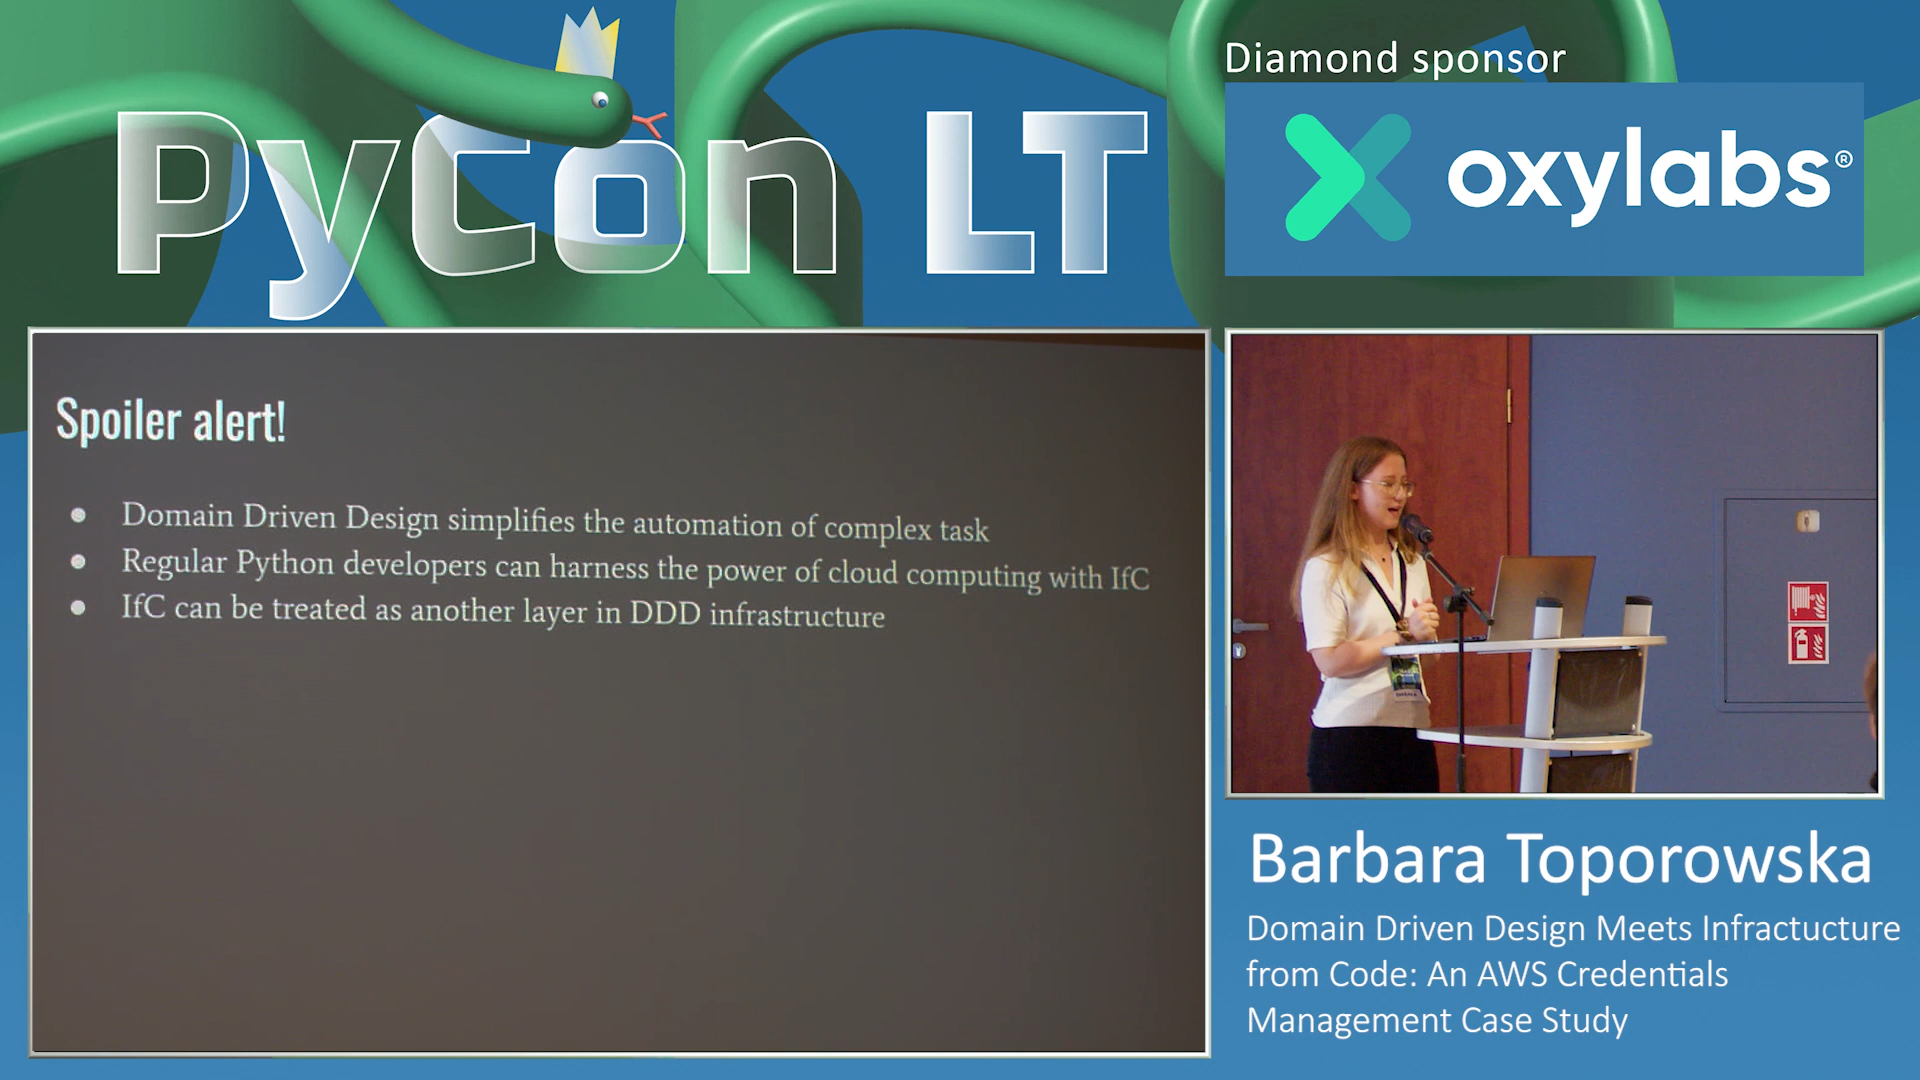 PyCon LT
Diamond sponsor
oxylabs®
Spoiler alert!
● Domain Driven Design simplifies the automation of complex task
● Regular Python developers can harness the power of cloud computing with IfC
● IfC can be treated as another layer in DDD infrastructure
Barbara Toporowska
Domain Driven Design Meets Infractucture
from Code: An AWS Credentials
Management Case Study